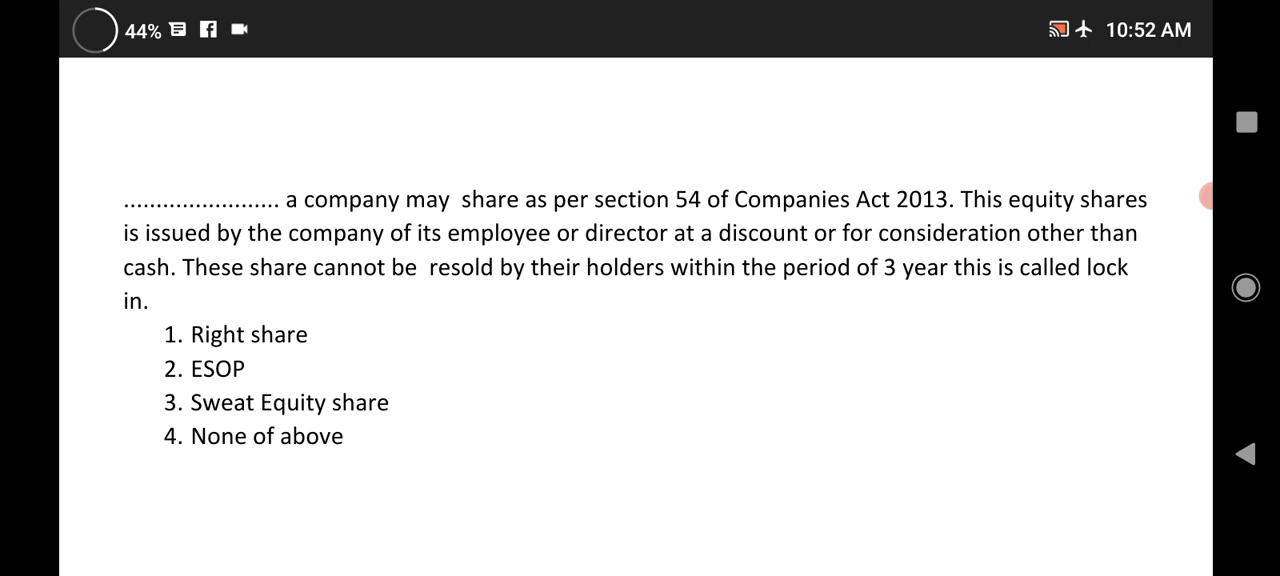 44%
10:52 AM
........................ a company may  share as per section 54 of Companies Act 2013. This equity shares
is issued by the company of its employee or director at a discount or for consideration other than
cash. These share cannot be  resold by their holders within the period of 3 year this is called lock
in.
1. Right share
2. ESOP
3. Sweat Equity share
4. None of above